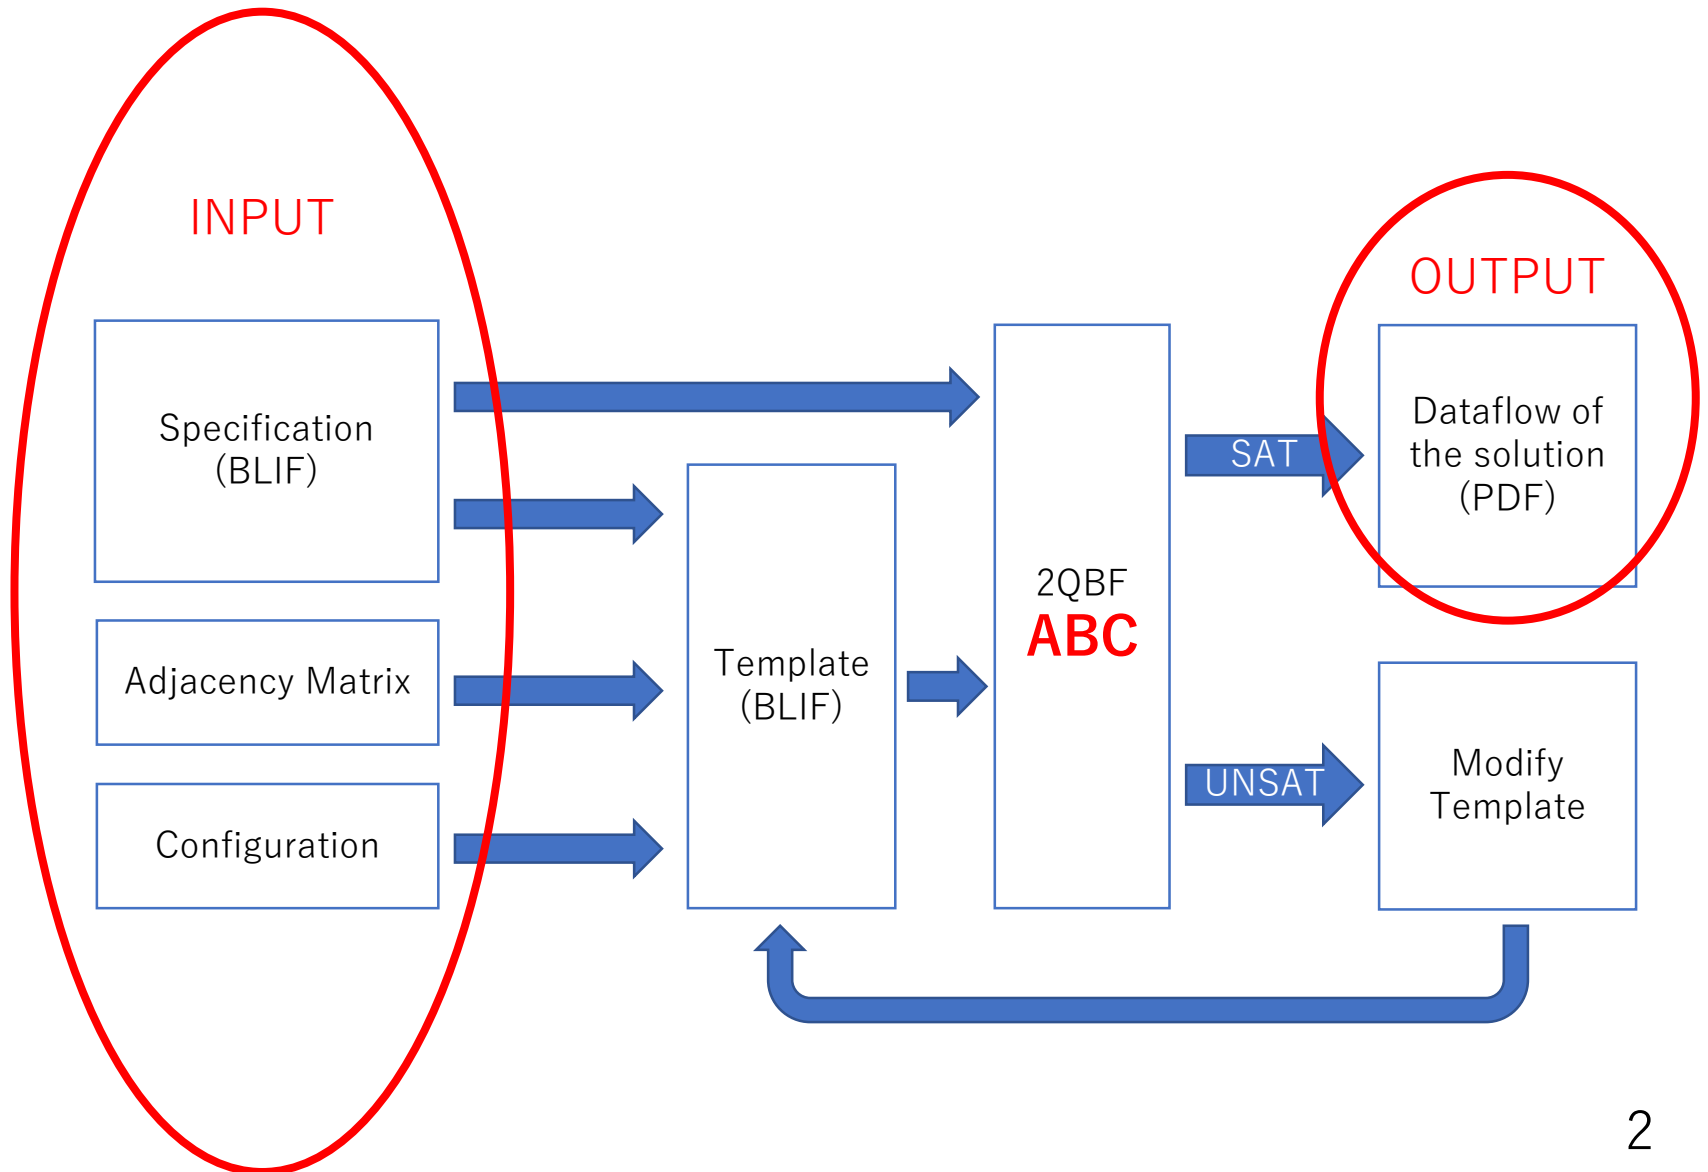 INPUT
Specification
(BLIF)
Adjacency Matrix
Configuration
Template
(BLIF)
2QBF
ABC
SAT
UNSAT
OUTPUT
Dataflow of
the solution
(PDF)
Modify
Template
2